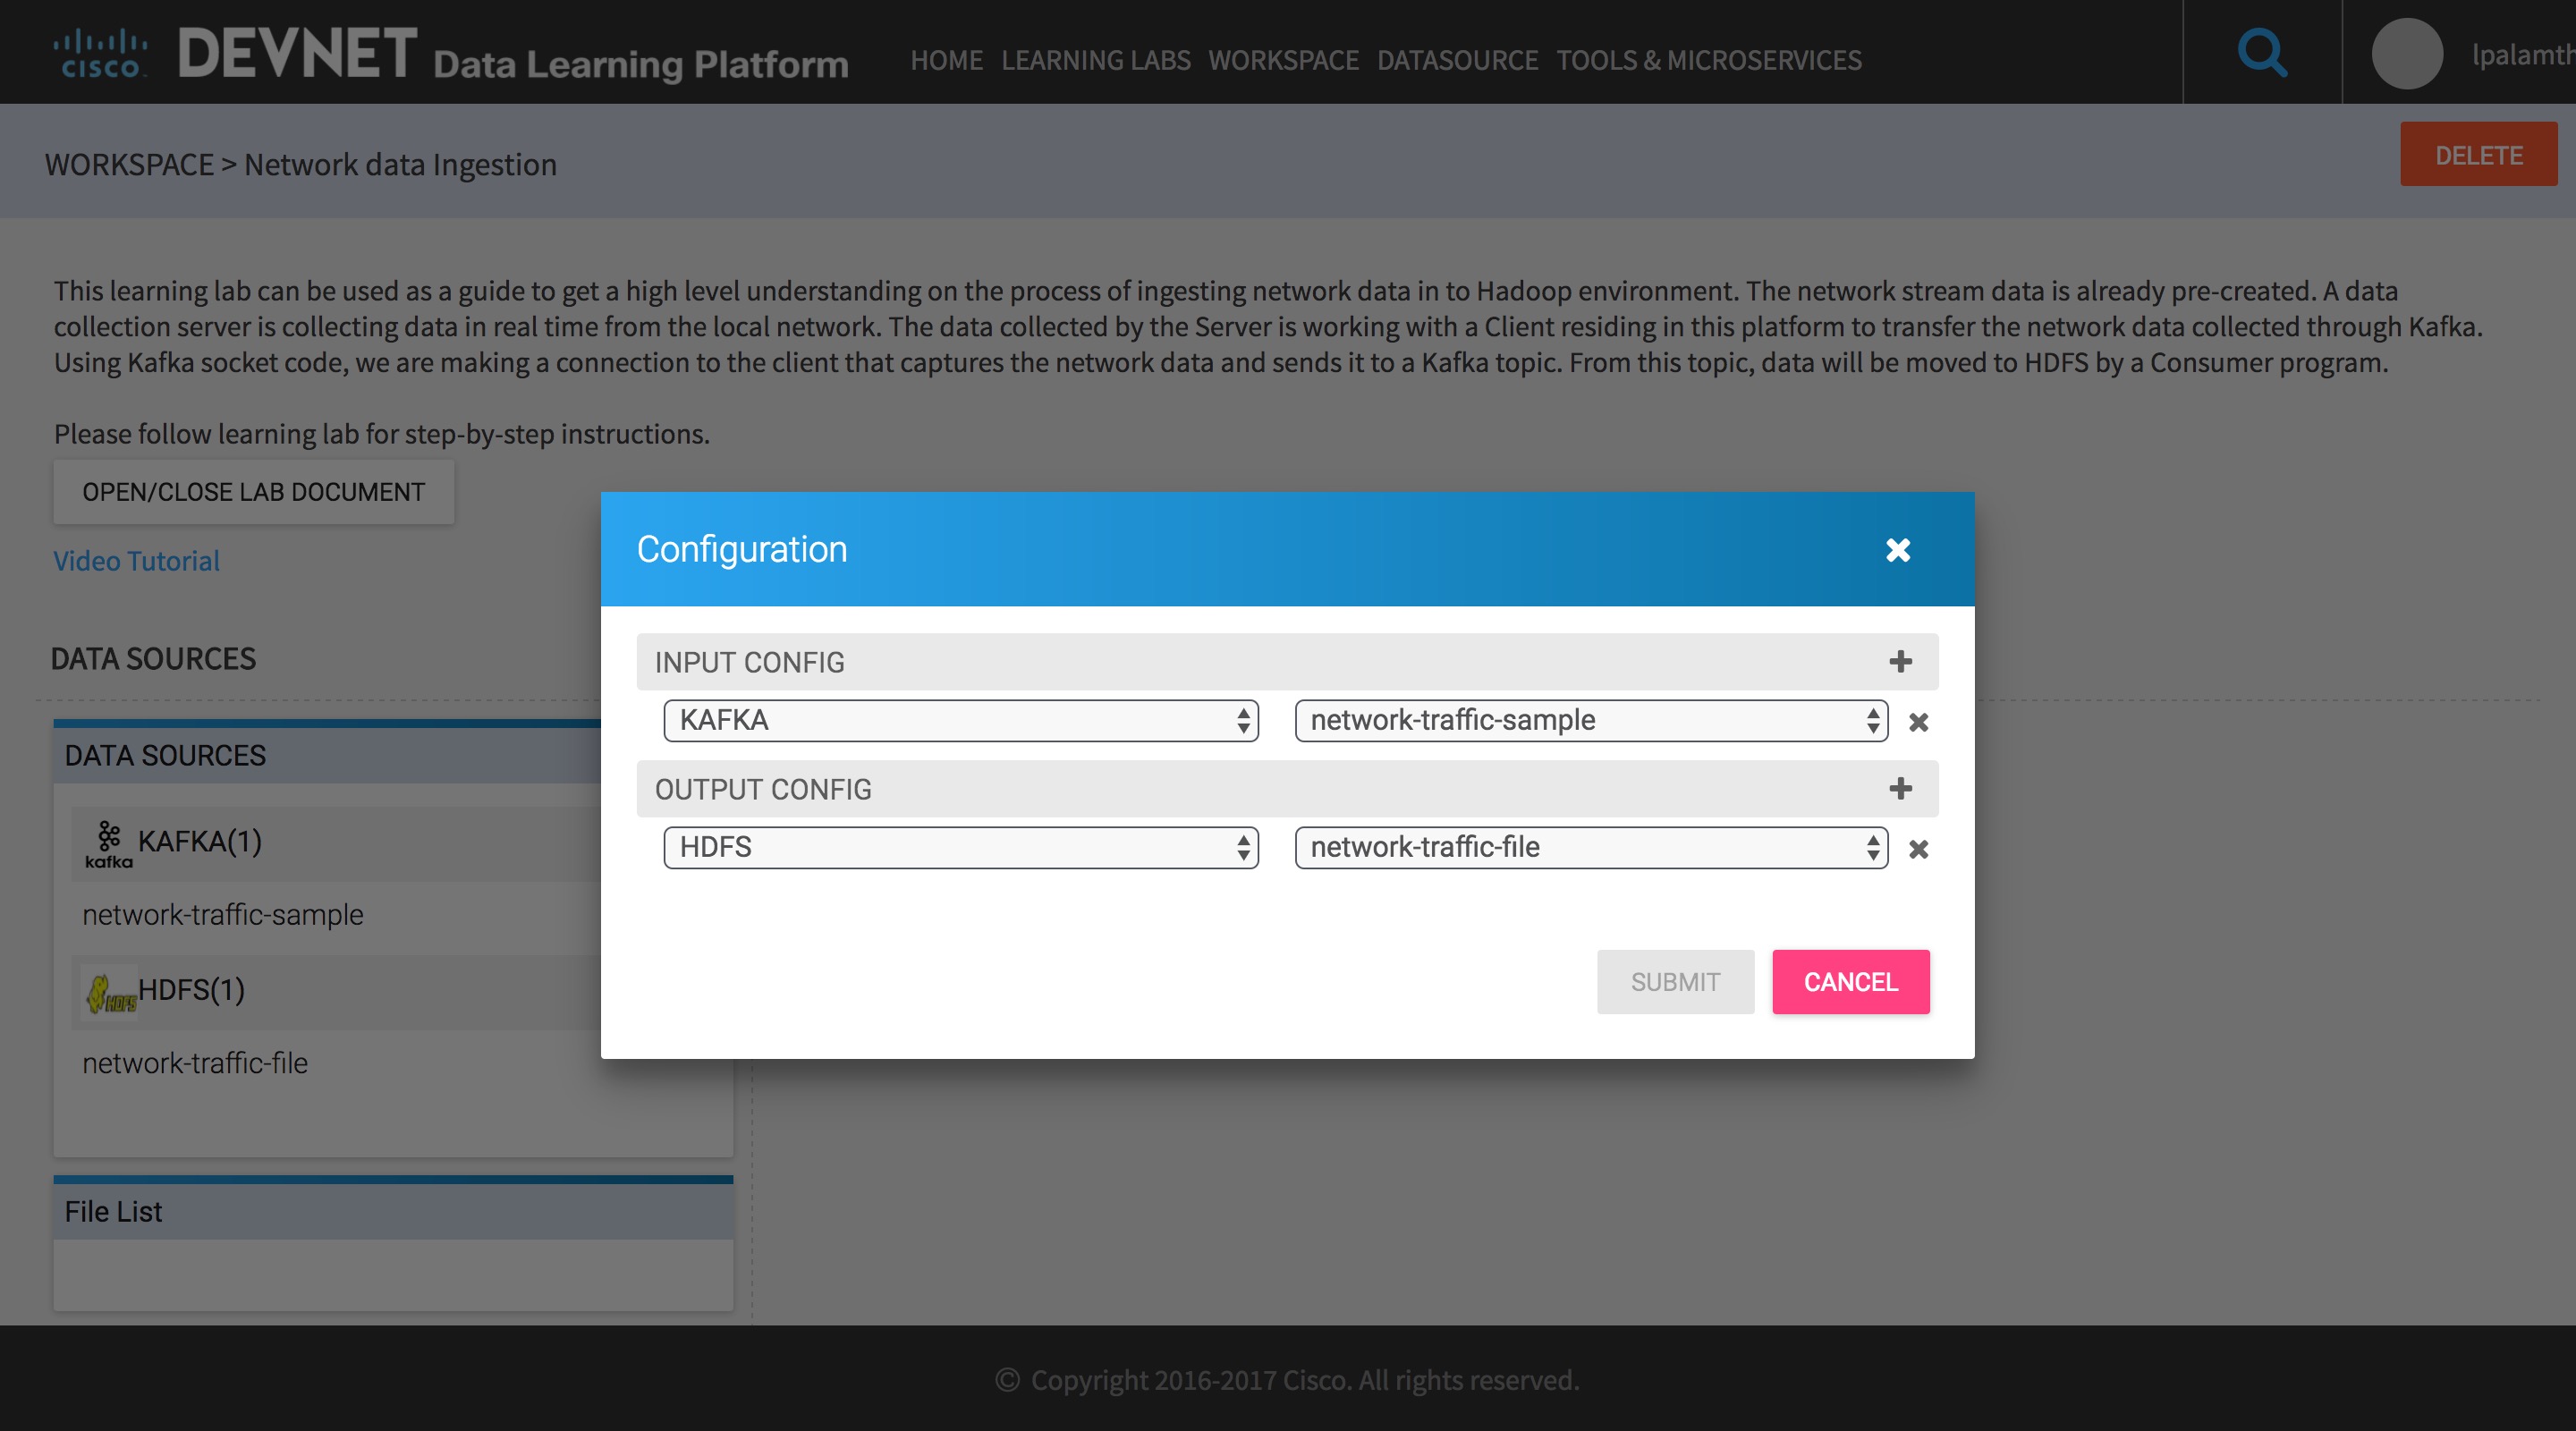 CISCO DEVNET Data Learning Platform HOME LEARNING LABS WORKSPACE DATASOURCE TOOLS & MICROSERVICES lpalamth
WORKSPACE > Network data Ingestion
DELETE
This learning lab can be used as a guide to get a high level understanding on the process of ingesting network data in to Hadoop environment. The network stream data is already pre-created. A data
collection server is collecting data in real time from the local network. The data collected by the Server is working with a Client residing in this platform to transfer the network data collected through Kafka.
Using Kafka socket code, we are making a connection to the client that captures the network data and sends it to a Kafka topic. From this topic, data will be moved to HDFS by a Consumer program.
Please follow learning lab for step-by-step instructions.
OPEN/CLOSE LAB DOCUMENT
Video Tutorial
DATA SOURCES
DATA SOURCES
kafka KAFKA(1)
network-traffic-sample
HDFS HDFS(1)
network-traffic-file
File List
Configuration
INPUT CONFIG
KAFKA network-traffic-sample
OUTPUT CONFIG
HDFS network-traffic-file
SUBMIT CANCEL
© Copyright 2016-2017 Cisco. All rights reserved.